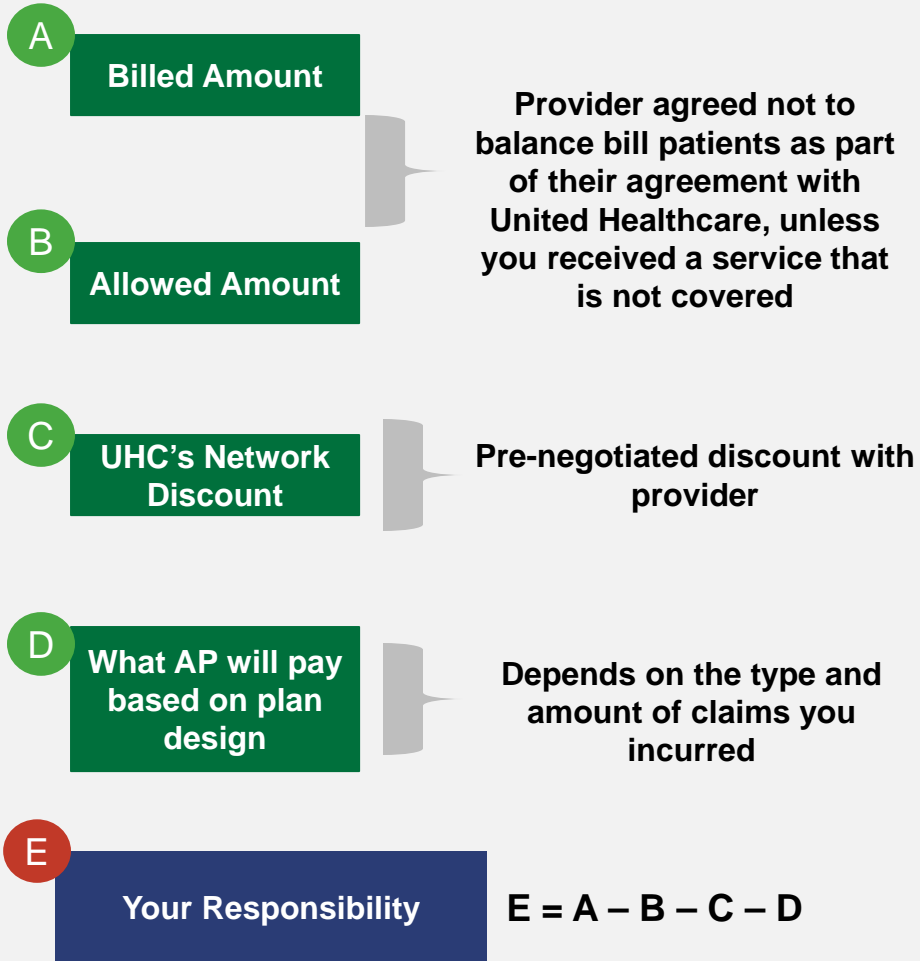 A
Billed Amount
Provider agreed not to
balance bill patients as part
of their agreement with
United Healthcare, unless
you received a service that
is not covered
B
Allowed Amount
C
UHC's Network
Discount
Pre-negotiated discount with
provider
D
What AP will pay
based on plan
design
Depends on the type and
amount of claims you
incurred
E
Your Responsibility
E = A – B – C – D